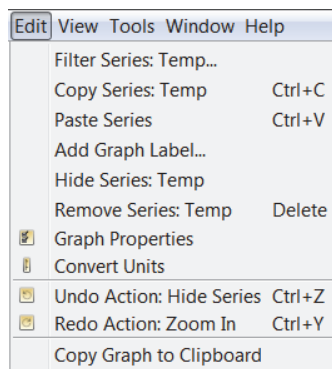 Edit View Tools Window Help
Filter Series: Temp...
Copy Series: Temp Ctrl+C
Paste Series Ctrl+V
Add Graph Label...
Hide Series: Temp
Remove Series: Temp Delete
Graph Properties
Convert Units
Undo Action: Hide Series Ctrl+Z
Redo Action: Zoom In Ctrl+Y
Copy Graph to Clipboard